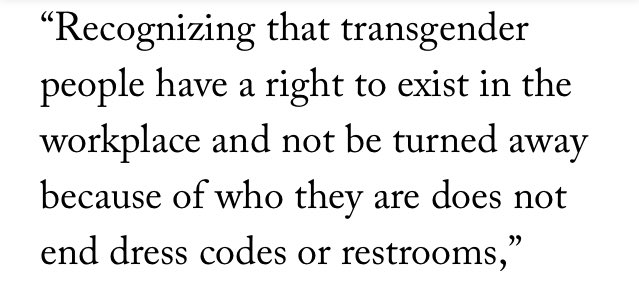 “Recognizing that transgender
people have a right to exist in the
workplace and not be turned away
because of who they are does not
end dress codes or restrooms,”